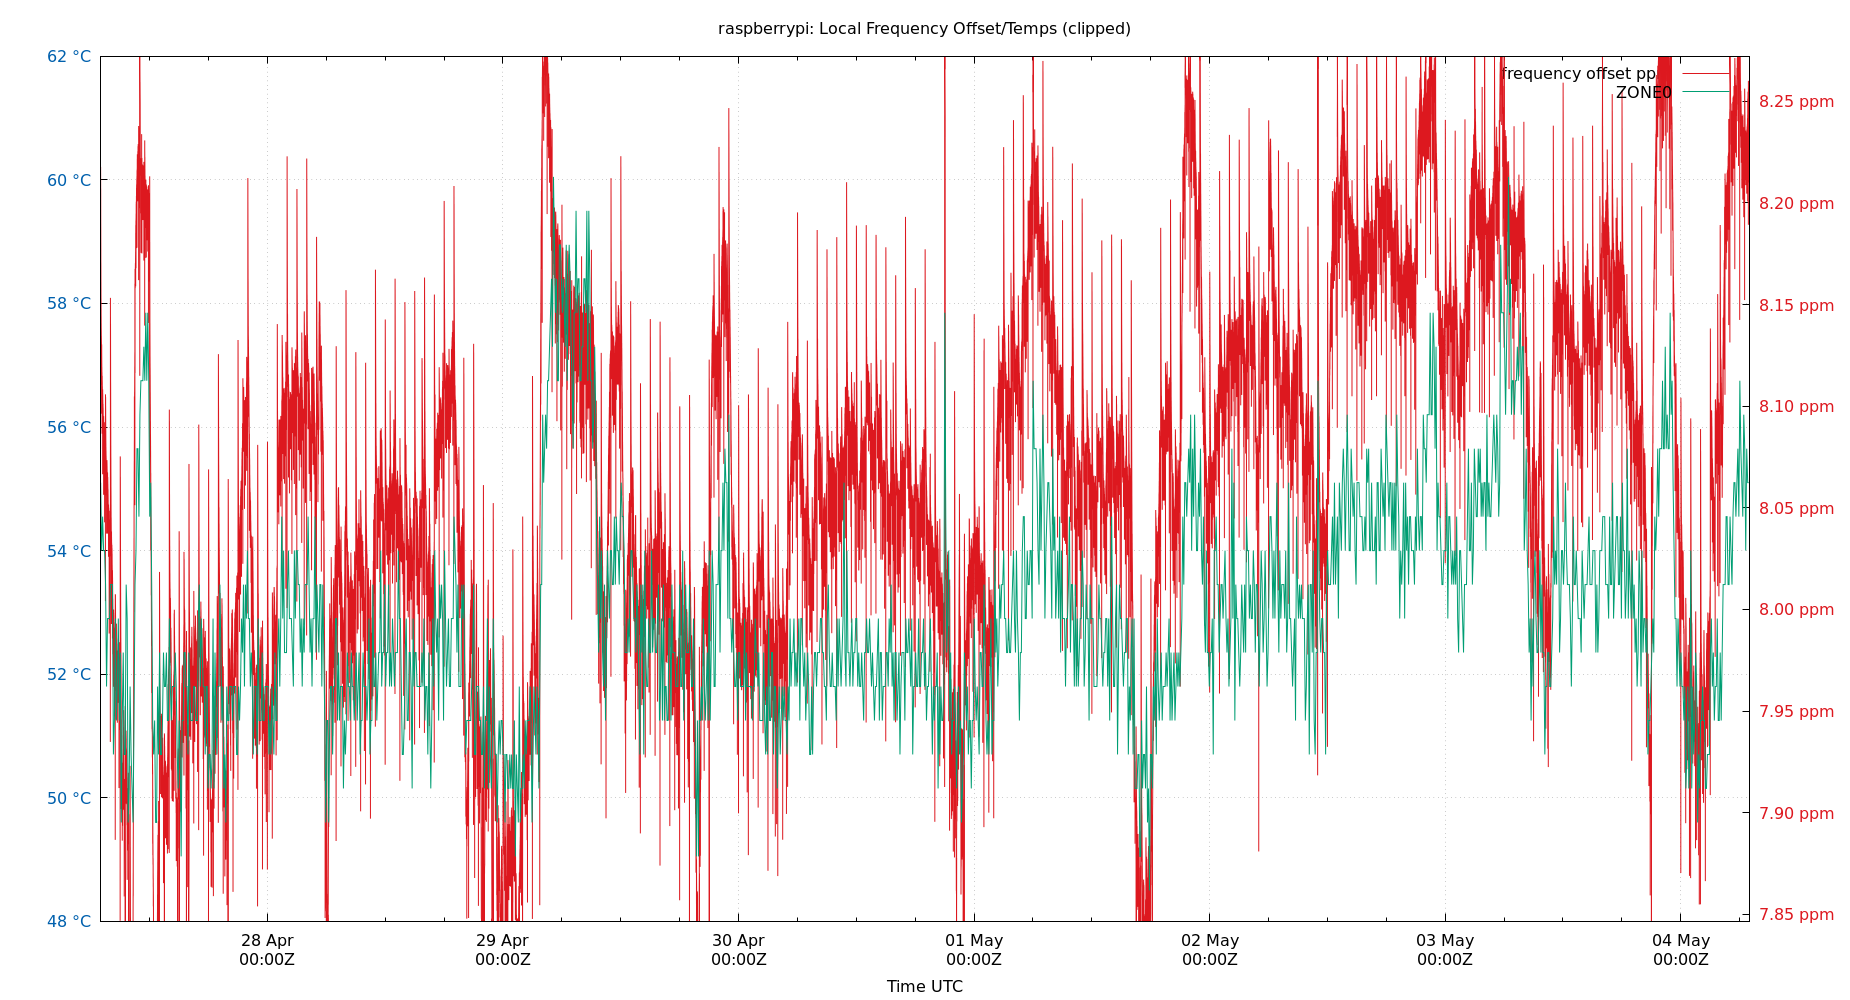 raspberrypi: Local Frequency Offset/Temps (clipped)
62 °C
60 °C
58 °C
56 °C
54 °C
52 °C
50 °C
48 °C
frequency offset pp
ZONE0
8.25 ppm
8.20 ppm
8.15 ppm
8.10 ppm
8.05 ppm
8.00 ppm
7.95 ppm
7.90 ppm
7.85 ppm
28 Apr
00:00Z
29 Apr
00:00Z
30 Apr
00:00Z
01 May
00:00Z
02 May
00:00Z
03 May
00:00Z
04 May
00:00Z
Time UTC